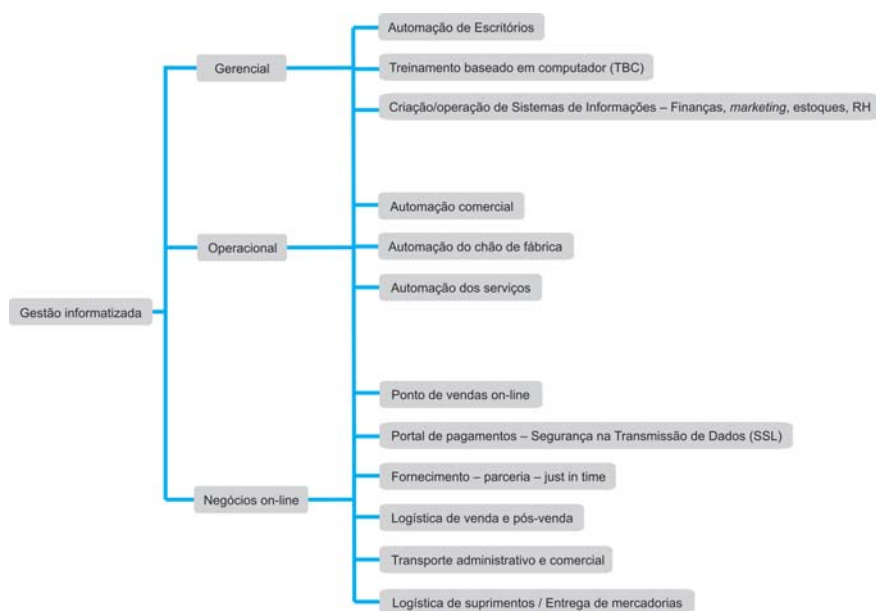 Automação de Escritórios
Gerencial
Treinamento baseado em computador (TBC)
Criação/operação de Sistemas de Informações – Finanças, marketing, estoques, RH
Automação comercial
Operacional
Automação do chão de fábrica
Automação dos serviços
Gestão informatizada
Ponto de vendas on-line
Portal de pagamentos – Segurança na Transmissão de Dados (SSL)
Fornecimento – parceria – just in time
Negócios on-line
Logística de venda e pós-venda
Transporte administrativo e comercial
Logística de suprimentos / Entrega de mercadorias